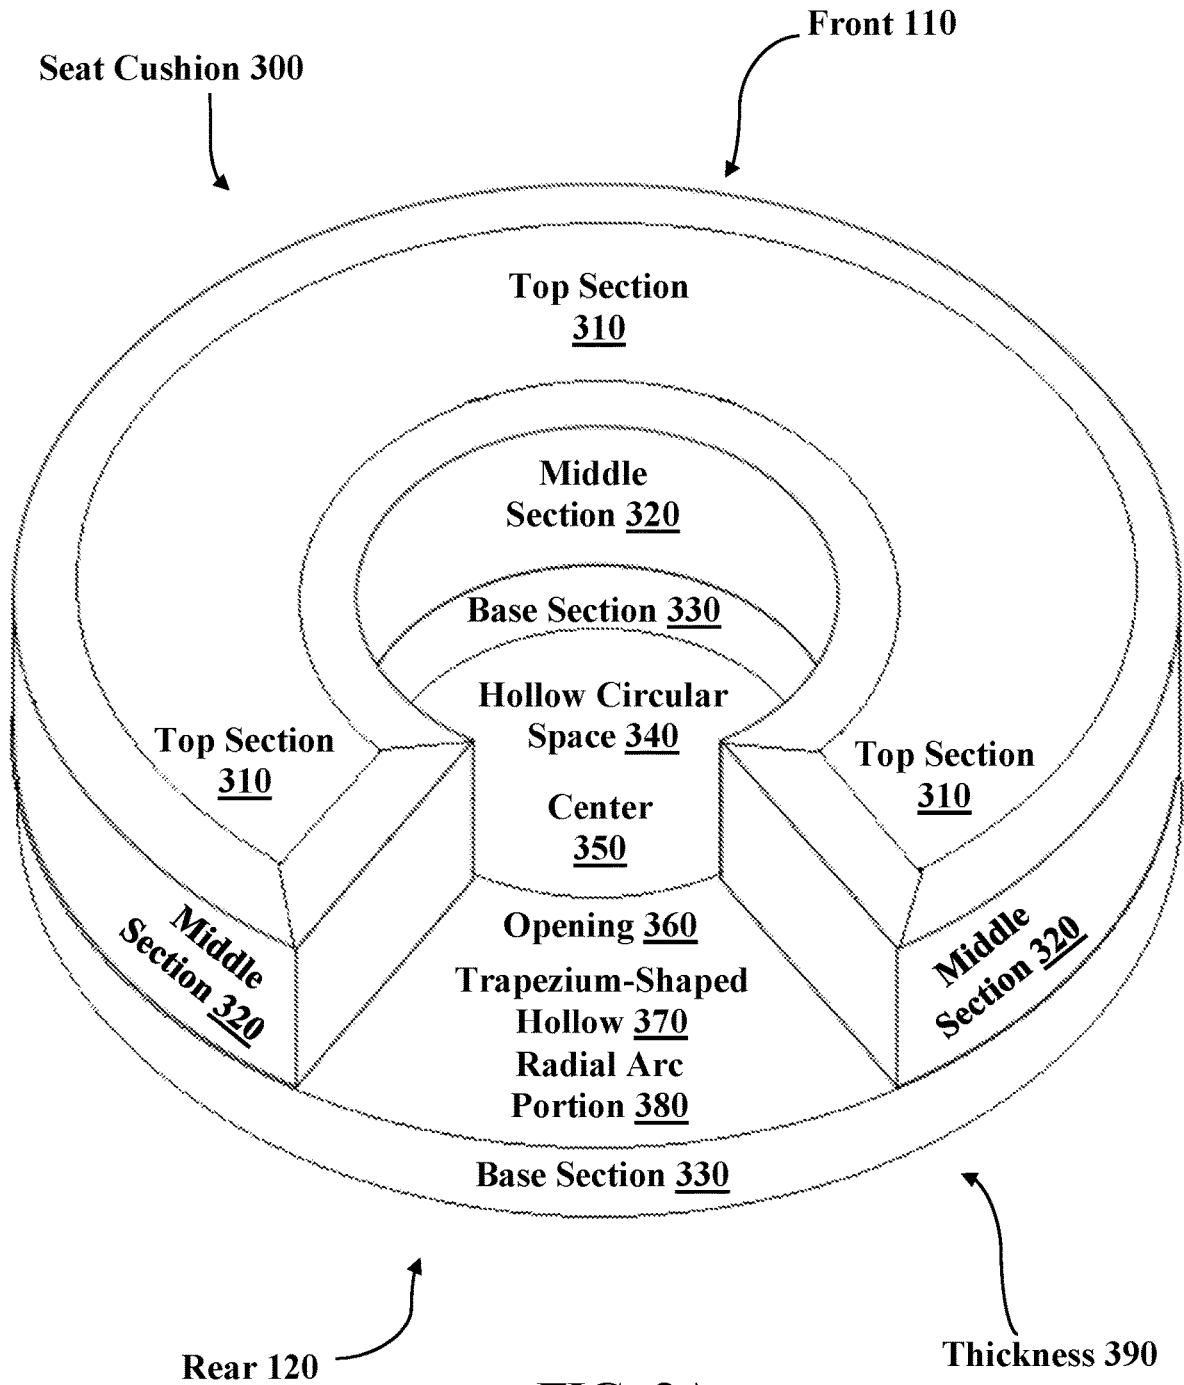 Front 110
Seat Cushion 300
Top Section
310
Middle
Section 320
Base Section 330
Hollow Circular
Space 340
Top Section
310
Top Section
310
Center
350
Opening 360
Middle
Section 320
Middle
Section 320
Trapezium-Shaped
Hollow 370
Radial Arc
Portion 380
Base Section 330
Thickness 390
Rear 120